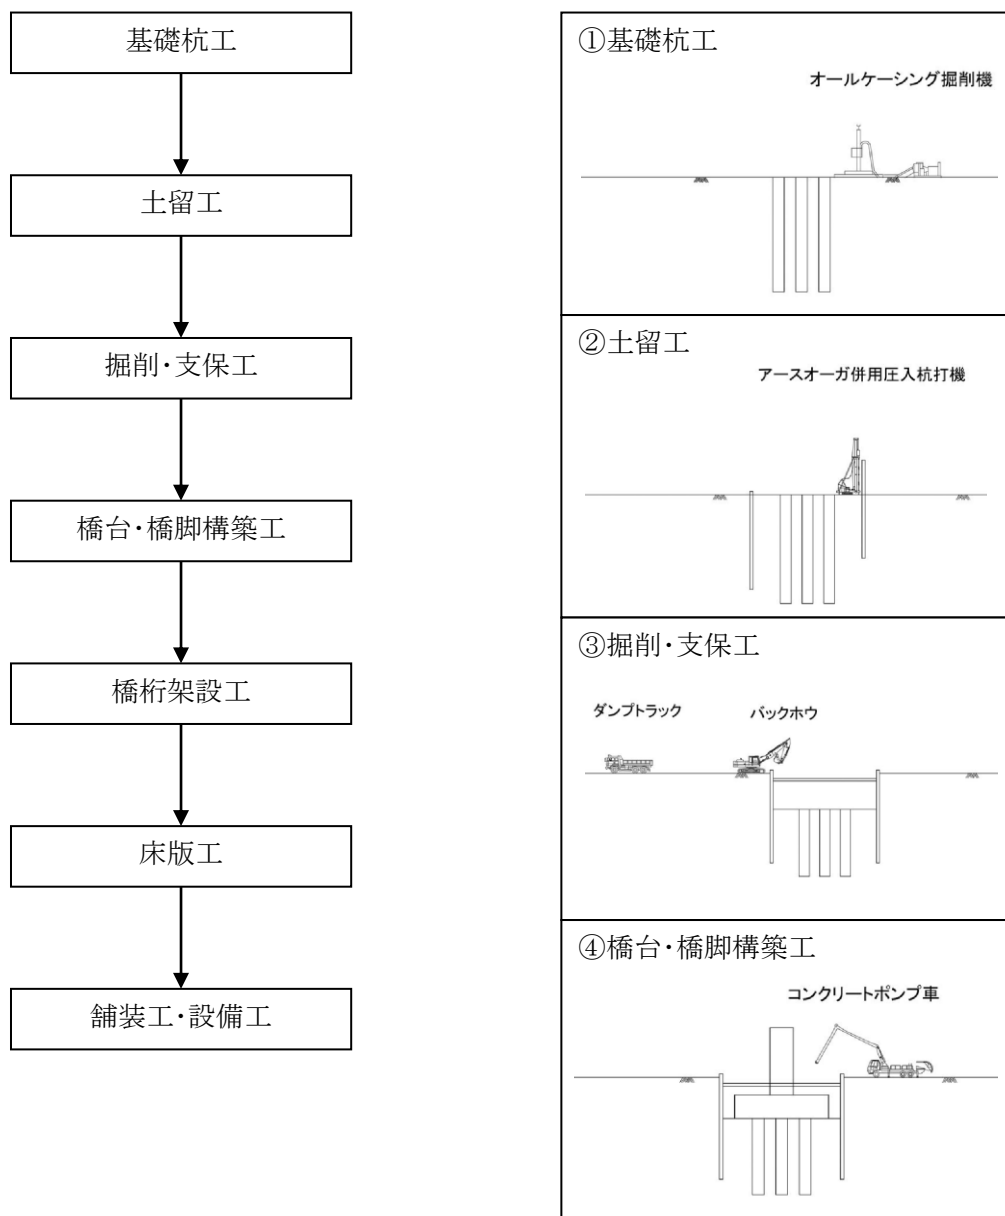 基礎杭工
土留工
掘削・支保工
橋台・橋脚構築工
橋桁架設工
床版工
舗装工・設備工
①基礎杭工
オールケーシング掘削機
②土留工
アースオーガ併用圧入杭打機
③掘削・支保工
ダンプトラック
バックホウ
④橋台・橋脚構築工
コンクリートポンプ車